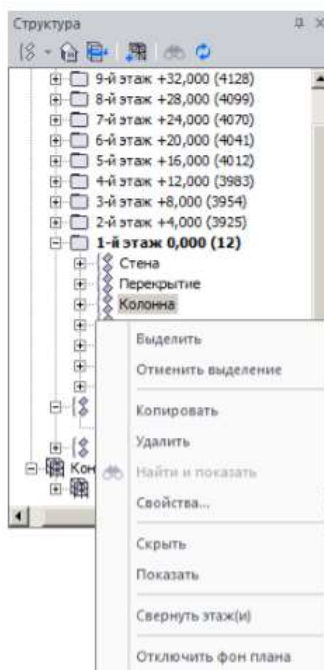 Структура
9-й этаж +32,000 (4128)
8-й этаж +28,000 (4099)
7-й этаж +24,000 (4070)
6-й этаж +20,000 (4041)
5-й этаж +16,000 (4012)
4-й этаж +12,000 (3983)
3-й этаж +8,000 (3954)
2-й этаж +4,000 (3925)
1-й этаж 0,000 (12)
Стена
Перекрытие
Колонна
Кон
Выделить
Отменить выделение
Копировать
Удалить
Найти и показать
Свойства...
Скрыть
Показать
Свернуть этаж(и)
Отключить фон плана